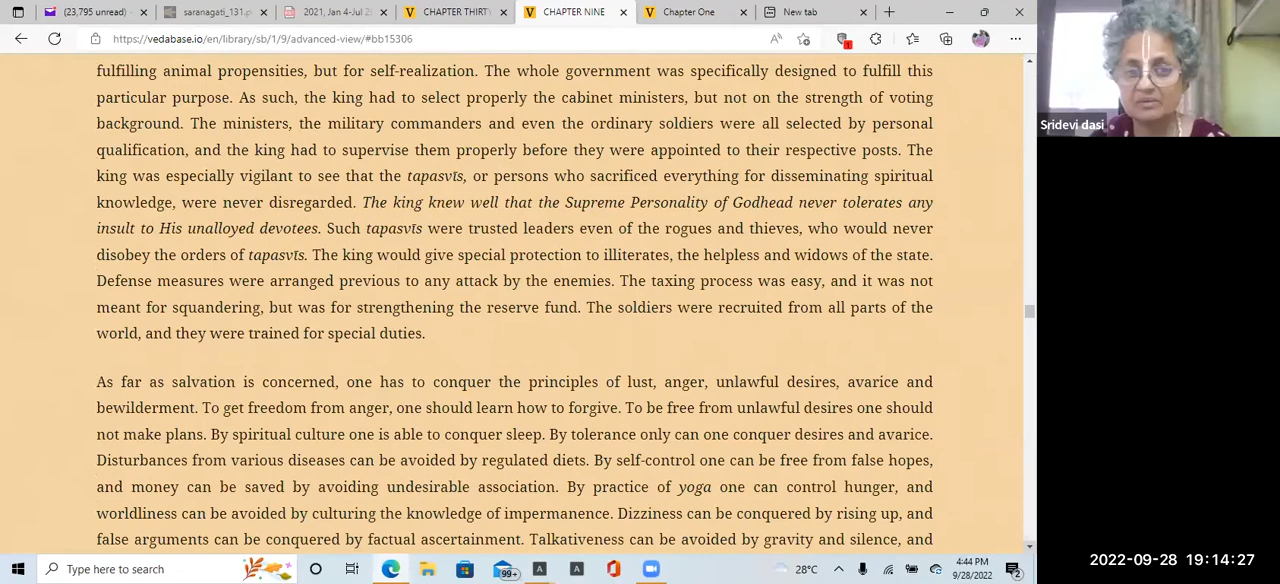 (23,795 unread) -
saranagati_131.p
2021, Jan 4-Jul 2
CHAPTER THIRT
CHAPTER NINE
Chapter One
New tab
https://vedabase.io/en/library/sb/1/9/advanced-view/#bb15306
fulfilling animal propensities, but for self-realization. The whole government was specifically designed to fulfill this
particular purpose. As such, the king had to select properly the cabinet ministers, but not on the strength of voting
background. The ministers, the military commanders and even the ordinary soldiers were all selected by personal
qualification, and the king had to supervise them properly before they were appointed to their respective posts. The
king was especially vigilant to see that the tapasvīs, or persons who sacrificed everything for disseminating spiritual
knowledge, were never disregarded. The king knew well that the Supreme Personality of Godhead never tolerates any
insult to His unalloyed devotees. Such tapasvīs were trusted leaders even of the rogues and thieves, who would never
disobey the orders of tapasvīs. The king would give special protection to illiterates, the helpless and widows of the state.
Defense measures were arranged previous to any attack by the enemies. The taxing process was easy, and it was not
meant for squandering, but was for strengthening the reserve fund. The soldiers were recruited from all parts of the
world, and they were trained for special duties.
As far as salvation is concerned, one has to conquer the principles of lust, anger, unlawful desires, avarice and
bewilderment. To get freedom from anger, one should learn how to forgive. To be free from unlawful desires one should
not make plans. By spiritual culture one is able to conquer sleep. By tolerance only can one conquer desires and avarice.
Disturbances from various diseases can be avoided by regulated diets. By self-control one can be free from false hopes,
and money can be saved by avoiding undesirable association. By practice of yoga one can control hunger, and
worldliness can be avoided by culturing the knowledge of impermanence. Dizziness can be conquered by rising up, and
false arguments can be conquered by factual ascertainment. Talkativeness can be avoided by gravity and silence, and
Sridevi dasi
Type here to search
99+
28°C
4:44 PM
9/28/2022
2
2022-09-28 19:14:27